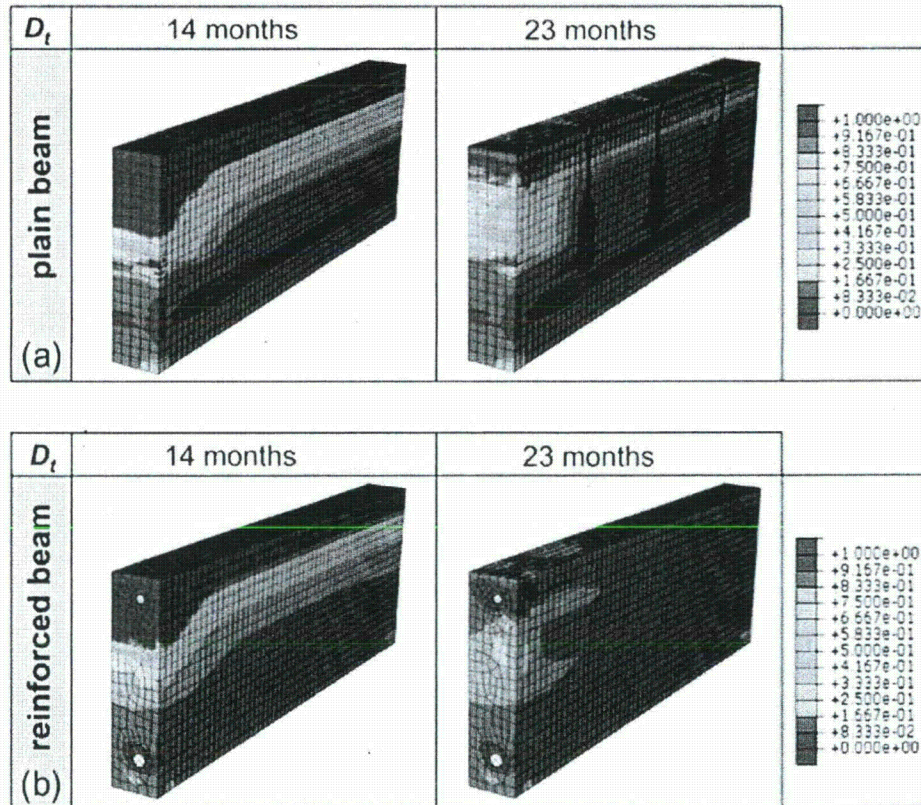 Dt 14 months 23 months
plain beam
(a)
+1.000e+00
+9.167e-01
+8.333e-01
+7.500e-01
+6.667e-01
+5.833e-01
+5.000e-01
+4.167e-01
+3.333e-01
+2.500e-01
+1.667e-01
+8.333e-02
+0.000e+00
Dt 14 months 23 months
reinforced beam
(b)
+1.000e+00
+9.167e-01
+8.333e-01
+7.500e-01
+6.667e-01
+5.833e-01
+5.000e-01
+4.167e-01
+3.333e-01
+2.500e-01
+1.667e-01
+8.333e-02
+0.000e+00